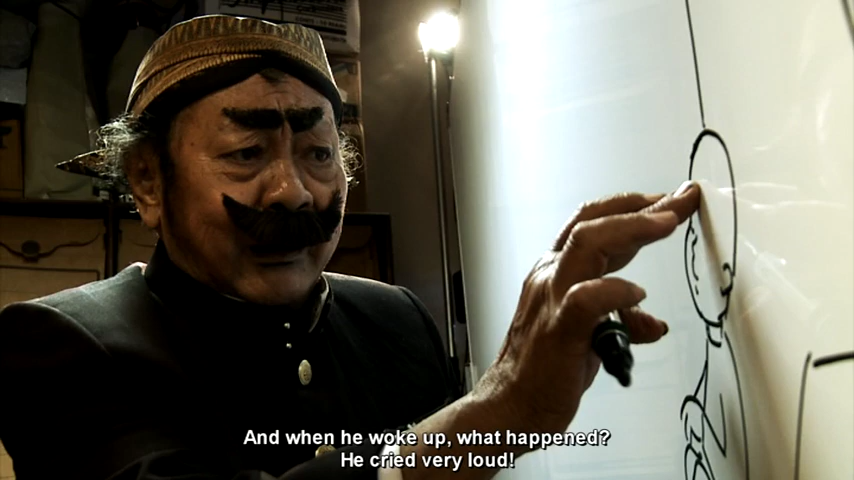 And when he woke up, what happened?
He cried very loud!